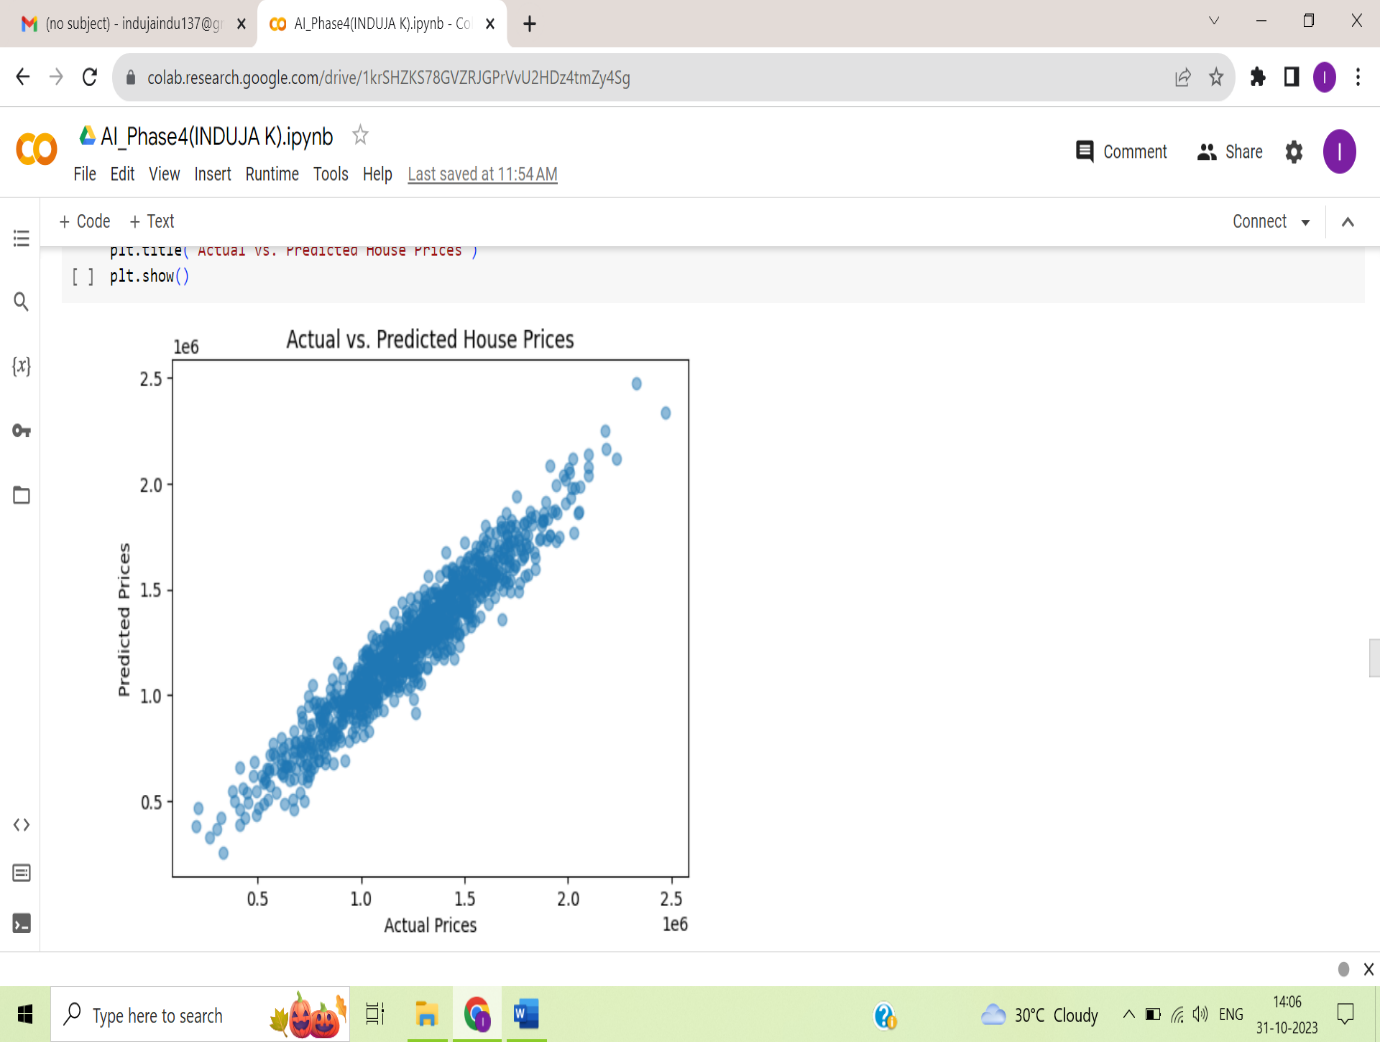 (no subject) - indujaindu137@g
AI_Phase4(INDUJA K).ipynb - Co
colab.research.google.com/drive/1krSHZKS78GVZRJGPrVvU2HDz4tmZy4Sg
I
AI_Phase4(INDUJA K).ipynb
Comment
Share
I
File Edit View Insert Runtime Tools Help Last saved at 11:54 AM
+ Code + Text
Connect
plt.title('Actual vs. Predicted House Prices')
[ ] plt.show()
{x}
Actual vs. Predicted House Prices
1e6
2.5
2.0
1.5
1.0
0.5
Predicted Prices
0.5 1.0 1.5 2.0 2.5
Actual Prices
1e6
Type here to search
W
30°C Cloudy
ENG
14:06
31-10-2023